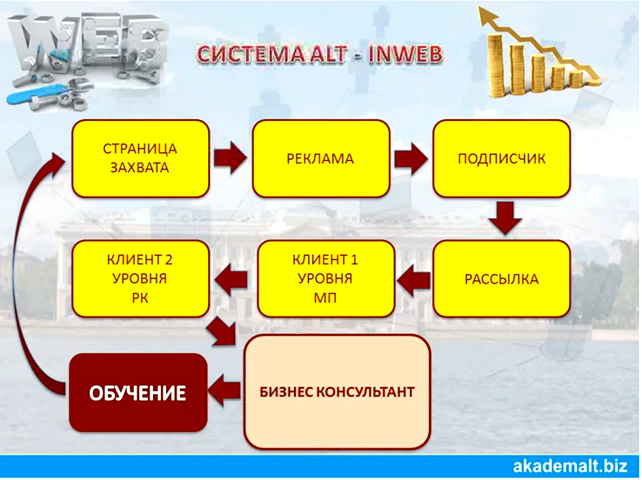 WEB
СИСТЕМА ALT - INWEB
СТРАНИЦА
ЗАХВАТА
РЕКЛАМА
ПОДПИСЧИК
КЛИЕНТ 2
УРОВНЯ
РК
КЛИЕНТ 1
УРОВНЯ
МП
РАССЫЛКА
ОБУЧЕНИЕ
БИЗНЕС КОНСУЛЬТАНТ
akademalt.biz